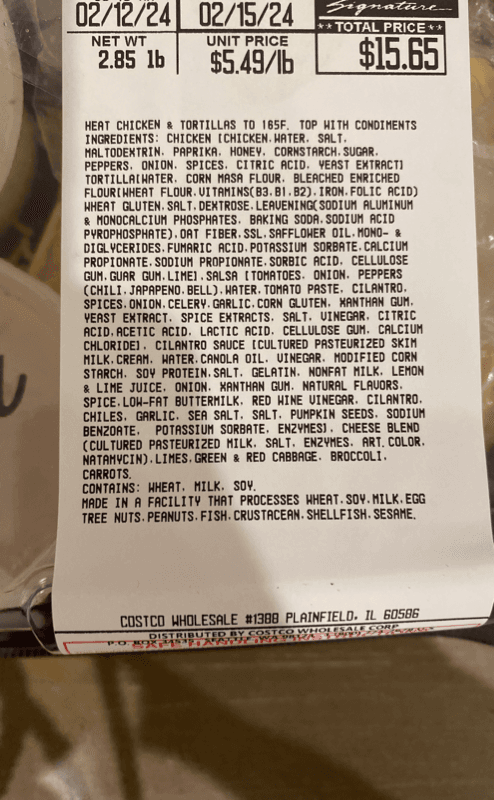 02/12/24 02/15/24 Signature
★★TOTAL PRICE★★
NET WT UNIT PRICE $15.65
2.85 lb $5.49/lb
HEAT CHICKEN & TORTILLAS TO 165F. TOP WITH CONDIMENTS
INGREDIENTS: CHICKEN [CHICKEN.WATER, SALT,
MALTODENTRIN, PAPRIKA, HONEY, CORNSTARCH.SUGAR,
PEPPERS, ONION, SPICES, CITRIC ACID, YEAST EXTRACT]
TORTILLA[WATER, CORN MASA FLOUR, BLEACHED ENRICHED
FLOUR(WHEAT FLOUR.VITAMINS(B3.B1.B2).IRON.FOLIC ACID)
WHEAT GLUTEN.SALT.DEXTROSE.LEAVENING(SODIUM ALUMINUM
& MONOCALCIUM PHOSPHATES, BAKING SODA.SODIUM ACID
PYROPHOSPHATE).OAT FIBER.SSL.SAFFLOWER OIL.MONO- &
DIGLYCERIDES.FUMARIC ACID.POTASSIUM SORBATE.CALCIUM
PROPIONATE.SODIUM PROPIONATE.SORBIC ACID, CELLULOSE
GUM.GUAR GUM.LIME].SALSA [TOMATOES, ONION, PEPPERS
(CHILI.JAPAPENO.BELL).WATER.TOMATO PASTE, CILANTRO,
SPICES.ONION.CELERY.GARLIC.CORN GLUTEN, XANTHAN GUM,
YEAST EXTRACT, SPICE EXTRACTS, SALT, VINEGAR, CITRIC
ACID.ACETIC ACID, LACTIC ACID, CELLULOSE GUM, CALCIUM
CHLORIDE], CILANTRO SAUCE [CULTURED PASTEURIZED SKIM
MILK.CREAM, WATER.CANOLA OIL, VINEGAR, MODIFIED CORN
STARCH, SOY PROTEIN.SALT, GELATIN, NONFAT MILK, LEMON
& LIME JUICE, ONION, XANTHAN GUM, NATURAL FLAVORS,
SPICE.LOW-FAT BUTTERMILK, RED WINE VINEGAR, CILANTRO,
CHILES, GARLIC, SEA SALT, SALT, PUMPKIN SEEDS, SODIUM
BENZOATE, POTASSIUM SORBATE, ENZYMES], CHEESE BLEND
(CULTURED PASTEURIZED MILK, SALT, ENZYMES, ART.COLOR,
NATAMYCIN).LIMES.GREEN & RED CABBAGE, BROCCOLI,
CARROTS.
CONTAINS: WHEAT, MILK, SOY.
MADE IN A FACILITY THAT PROCESSES WHEAT.SOY.MILK.EGG
TREE NUTS.PEANUTS.FISH.CRUSTACEAN.SHELLFISH.SESAME.
COSTCO WHOLESALE #1388 PLAINFIELD, IL 60586
DISTRIBUTED BY COSTCO WHOLESALE CORP